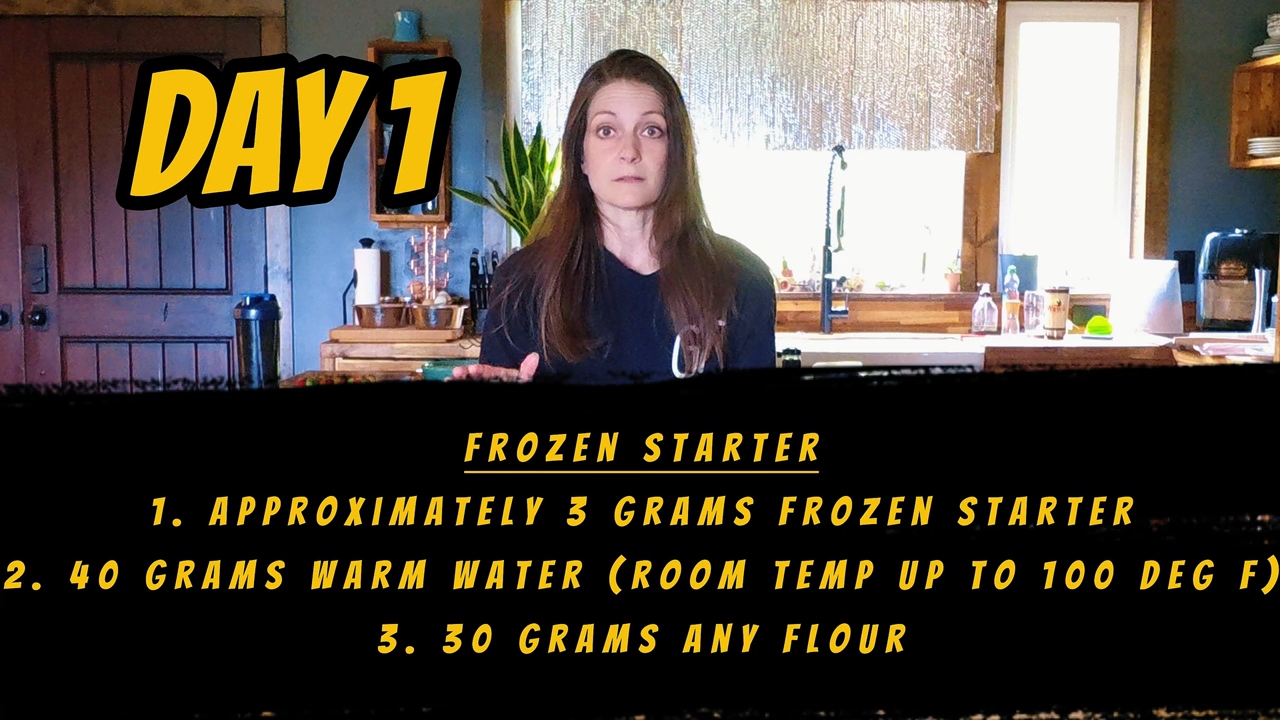 DAY 1
FROZEN STARTER
1. APPROXIMATELY 3 GRAMS FROZEN STARTER
2. 40 GRAMS WARM WATER (ROOM TEMP UP TO 100 DEG F)
3. 30 GRAMS ANY FLOUR